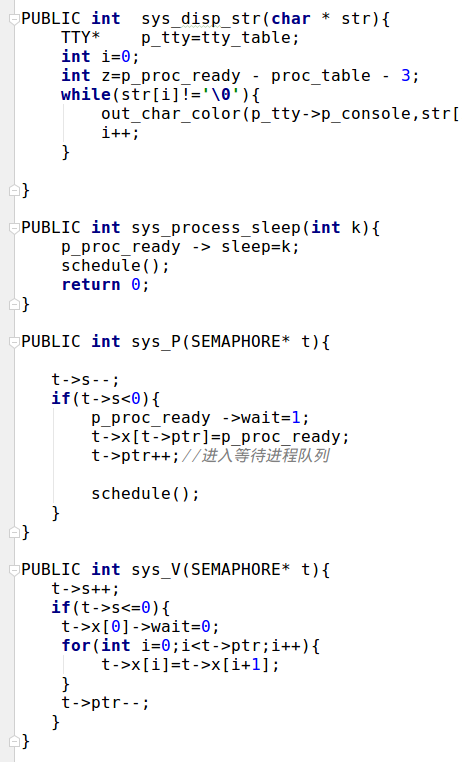 PUBLIC int  sys_disp_str(char * str){
    TTY*    p_tty=tty_table;
    int i=0;
    int z=p_proc_ready - proc_table - 3;
    while(str[i]!='\0'){
        out_char_color(p_tty->p_console,str[
        i++;
    }
}
PUBLIC int sys_process_sleep(int k){
    p_proc_ready -> sleep=k;
    schedule();
    return 0;
}
PUBLIC int sys_P(SEMAPHORE* t){
   t->s--;
   if(t->s<0){
       p_proc_ready ->wait=1;
       t->x[t->ptr]=p_proc_ready;
       t->ptr++;//进入等待进程队列
       schedule();
   }
}
PUBLIC int sys_V(SEMAPHORE* t){
   t->s++;
   if(t->s<=0){
    t->x[0]->wait=0;
    for(int i=0;i<t->ptr;i++){
        t->x[i]=t->x[i+1];
    }
    t->ptr--;
   }
}